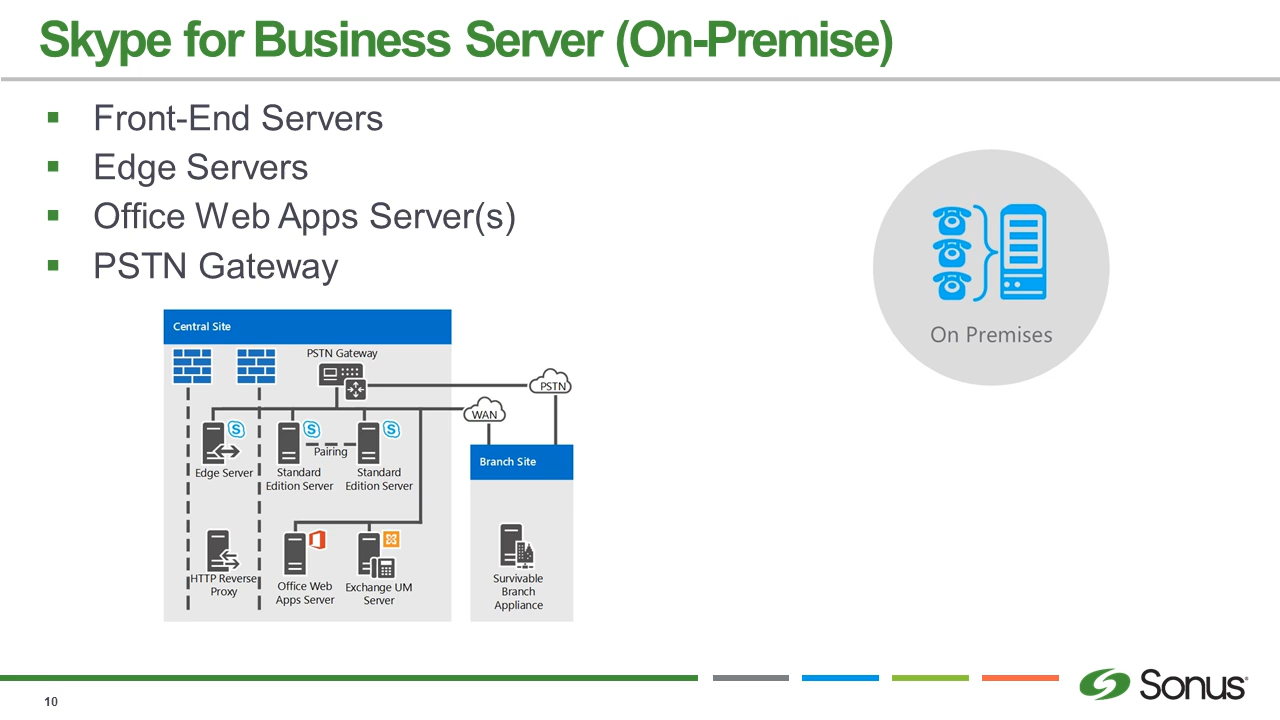 Skype for Business Server (On-Premise)
▪ Front-End Servers
▪ Edge Servers
▪ Office Web Apps Server(s)
▪ PSTN Gateway
On Premises
Central Site
PSTN Gateway
PSTN
WAN
Pairing
Edge Server
Standard
Edition Server
Standard
Edition Server
Branch Site
HTTP Reverse
Proxy
Office Web
Apps Server
Exchange UM
Server
Survivable
Branch
Appliance
10
Sonus